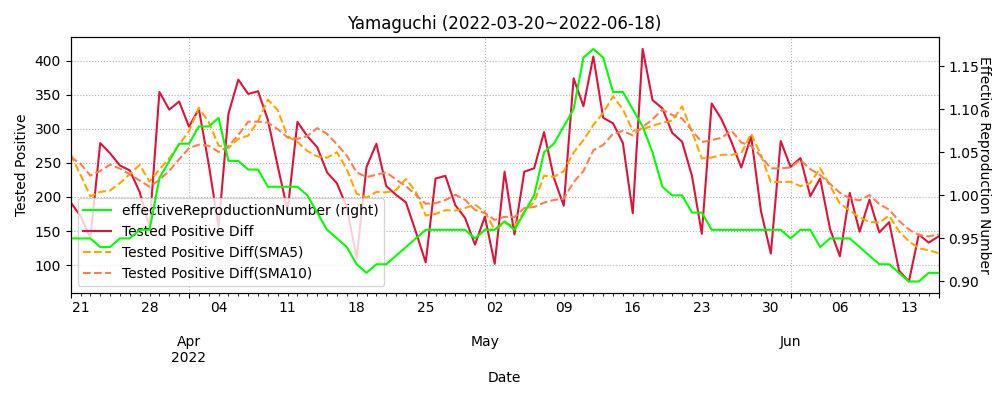 Yamaguchi (2022-03-20~2022-06-18)
Tested Positive
400
350
300
250
200
150
100
1.15
1.10
1.05
1.00
0.95
0.90
Effective Reproduction Number
effectiveReproductionNumber (right)
Tested Positive Diff
Tested Positive Diff(SMA5)
Tested Positive Diff(SMA10)
21 28 04 11 18 25 02 09 16 23 30 06 13
Apr May Jun
2022
Date